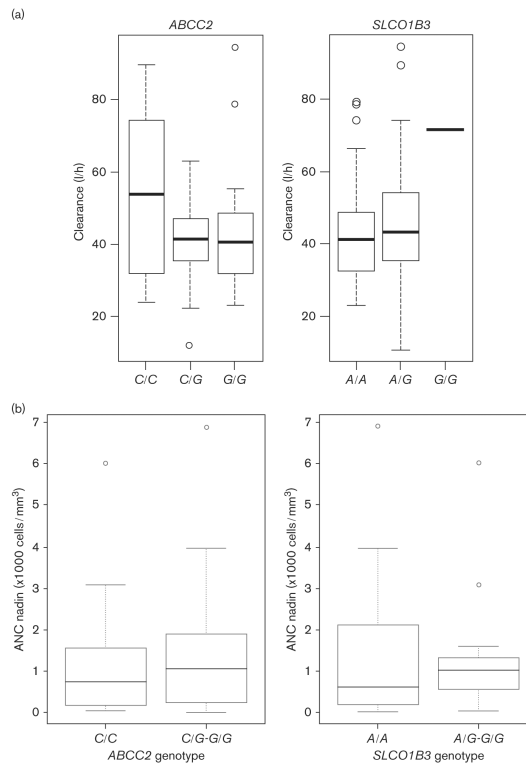 (a)
ABCC2
SLCO1B3
Clearance (l/h)
80
60
40
20
C/C
C/G
G/G
Clearance (l/h)
80
60
40
20
A/A
A/G
G/G
(b)
ANC nadin (x1000 cells/mm³)
7
6
5
4
3
2
1
0
C/C
C/G-G/G
ABCC2 genotype
ANC nadin (x1000 cells/mm³)
7
6
5
4
3
2
1
0
A/A
A/G-G/G
SLCO1B3 genotype